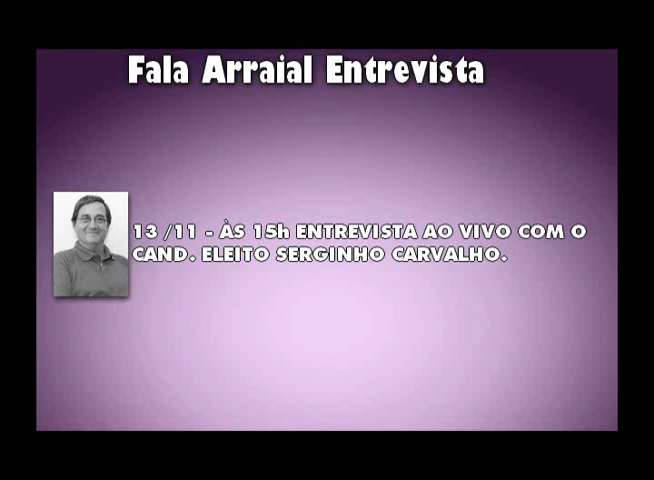 Fala Arraial Entrevista
13 /11 - ÀS 15h ENTREVISTA AO VIVO COM O
CAND. ELEITO SERGINHO CARVALHO.